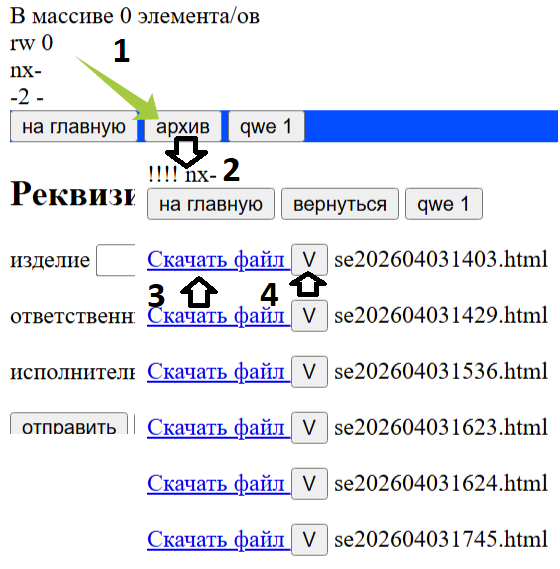 В массиве 0 элемента/ов
rw 0
1
nx-
-2 -
на главную архив qwe 1
!!!! nx- 2
Реквизи
на главную вернуться qwe 1
изделие
Скачать файл V se202604031403.html
3 4
ответственн
Скачать файл V se202604031429.html
исполнитель
Скачать файл V se202604031536.html
отправить
Скачать файл V se202604031623.html
Скачать файл V se202604031624.html
Скачать файл V se202604031745.html